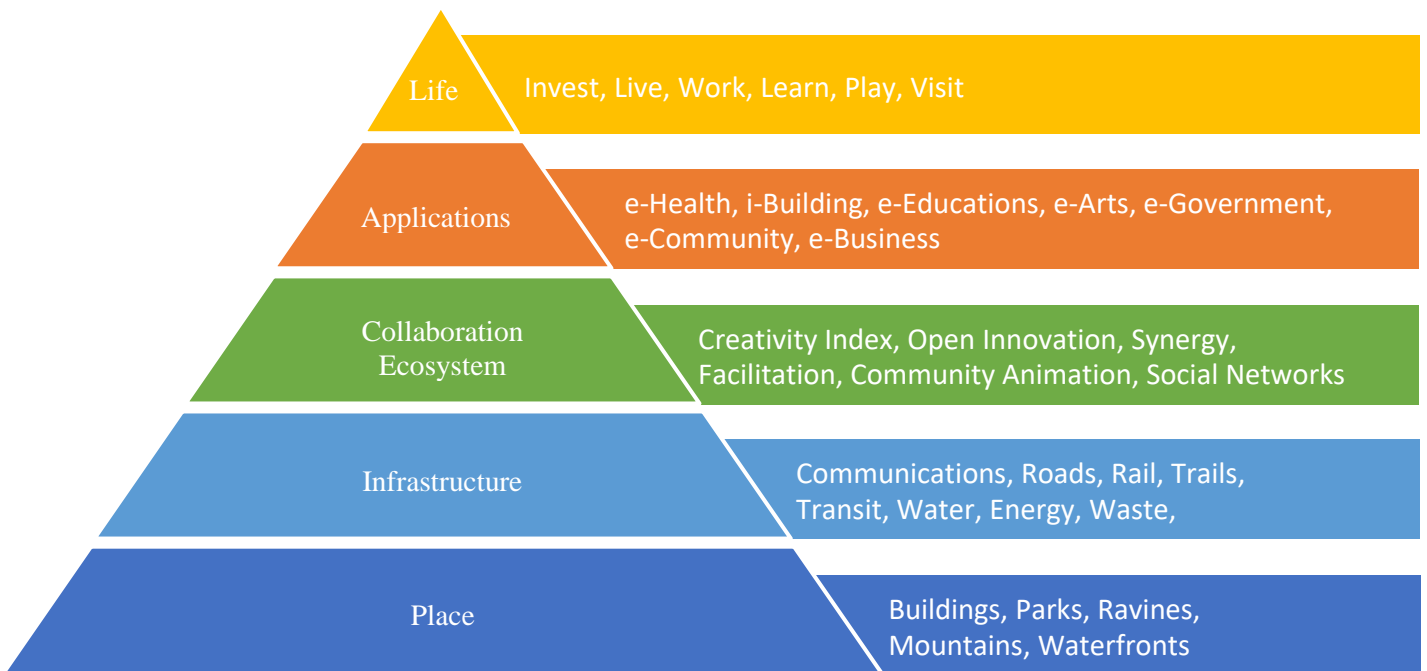 Life
Invest, Live, Work, Learn, Play, Visit
Applications
e-Health, i-Building, e-Educations, e-Arts, e-Government,
e-Community, e-Business
Collaboration
Ecosystem
Creativity Index, Open Innovation, Synergy,
Facilitation, Community Animation, Social Networks
Infrastructure
Communications, Roads, Rail, Trails,
Transit, Water, Energy, Waste,
Place
Buildings, Parks, Ravines,
Mountains, Waterfronts